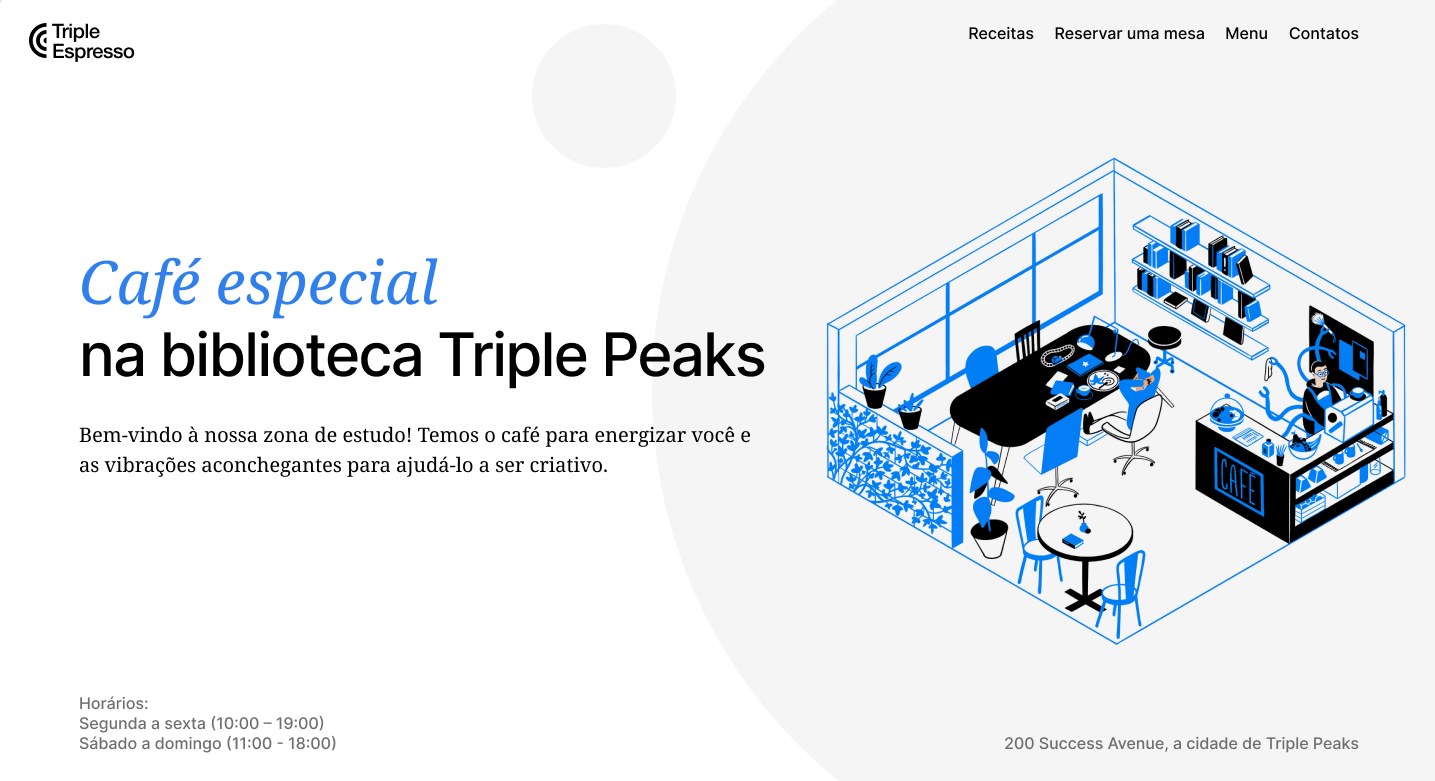 Triple
Espresso
Receitas
Reservar uma mesa
Menu
Contatos
Café especial
na biblioteca Triple Peaks
Bem-vindo à nossa zona de estudo! Temos o café para energizar você e
as vibrações aconchegantes para ajudá-lo a ser criativo.
CAFE
Horários:
Segunda a sexta (10:00 – 19:00)
Sábado a domingo (11:00 - 18:00)
200 Success Avenue, a cidade de Triple Peaks